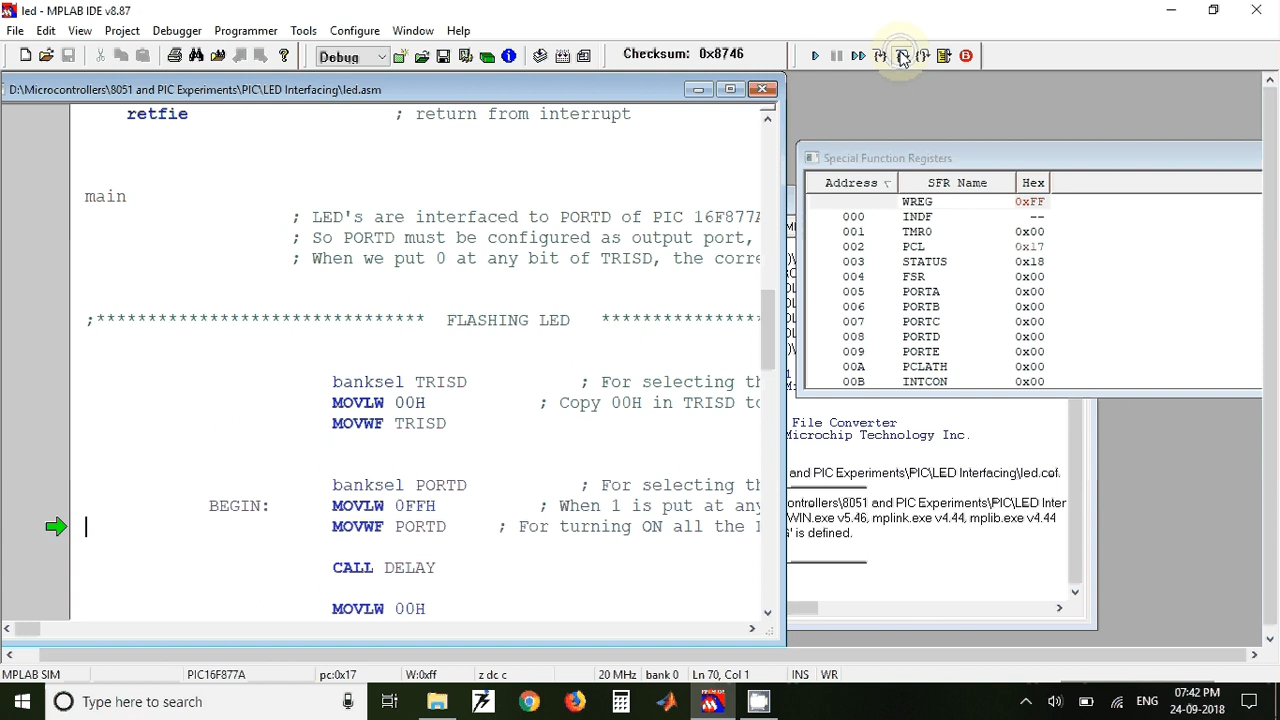 led - MPLAB IDE v8.87
File Edit View Project Debugger Programmer Tools Configure Window Help
Debug Checksum: 0x8746
D:\Microcontrollers\8051 and PIC Experiments\PIC\LED Interfacing\led.asm
retfie ; return from interrupt
main
; LED's are interfaced to PORTD of PIC 16F877A
; So PORTD must be configured as output port,
; When we put 0 at any bit of TRISD, the corre
;******************************** FLASHING LED ****************
banksel TRISD ; For selecting th
MOVLW 00H ; Copy 00H in TRISD to
MOVWF TRISD
banksel PORTD ; For selecting th
BEGIN: MOVLW 0FFH ; When 1 is put at any
MOVWF PORTD ; For turning ON all the L
CALL DELAY
MOVLW 00H
Special Function Registers
Address SFR Name Hex
WREG 0xFF
000 INDF --
001 TMR0 0x00
002 PCL 0x17
003 STATUS 0x18
004 FSR 0x00
005 PORTA 0x00
006 PORTB 0x00
007 PORTC 0x00
008 PORTD 0x00
009 PORTE 0x00
00A PCLATH 0x00
00B INTCON 0x00
File Converter
Microchip Technology Inc.
and PIC Experiments\PIC\LED Interfacing\led.cof.
controllers\8051 and PIC Experiments\PIC\LED Inter
WIN.exe v5.46, mplink.exe v4.44, mplib.exe v4.44
' is defined.
MPLAB SIM PIC16F877A pc:0x17 W:0xff z dc c 20 MHz bank 0 Ln 70, Col 1 INS WR
Type here to search
ENG
07:42 PM
24-09-2018